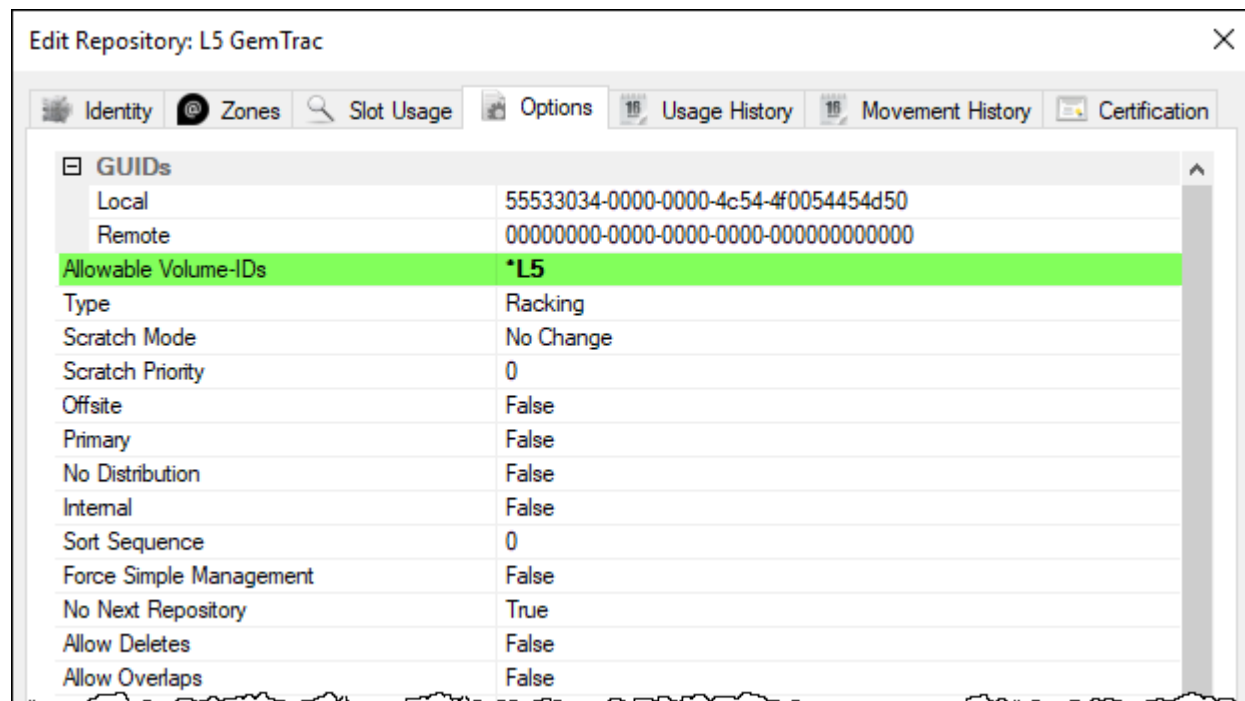 Edit Repository: L5 GemTrac
Identity Zones Slot Usage Options Usage History Movement History Certification
GUIDs
Local 55533034-0000-0000-4c54-4f0054454d50
Remote 00000000-0000-0000-0000-000000000000
Allowable Volume-IDs *L5
Type Racking
Scratch Mode No Change
Scratch Priority 0
Offsite False
Primary False
No Distribution False
Internal False
Sort Sequence 0
Force Simple Management False
No Next Repository True
Allow Deletes False
Allow Overlaps False